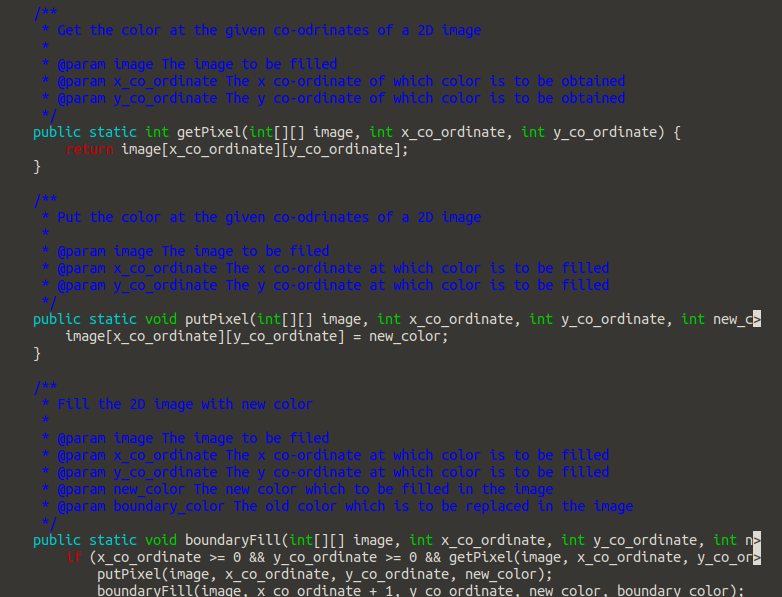 /**
 * Get the color at the given co-odrinates of a 2D image
 *
 * @param image The image to be filled
 * @param x_co_ordinate The x co-ordinate of which color is to be obtained
 * @param y_co_ordinate The y co-ordinate of which color is to be obtained
 */
public static int getPixel(int[][] image, int x_co_ordinate, int y_co_ordinate) {
    return image[x_co_ordinate][y_co_ordinate];
}
/**
 * Put the color at the given co-odrinates of a 2D image
 *
 * @param image The image to be filed
 * @param x_co_ordinate The x co-ordinate at which color is to be filled
 * @param y_co_ordinate The y co-ordinate at which color is to be filled
 */
public static void putPixel(int[][] image, int x_co_ordinate, int y_co_ordinate, int new_c>
    image[x_co_ordinate][y_co_ordinate] = new_color;
}
/**
 * Fill the 2D image with new color
 *
 * @param image The image to be filed
 * @param x_co_ordinate The x co-ordinate at which color is to be filled
 * @param y_co_ordinate The y co-ordinate at which color is to be filled
 * @param new_color The new color which to be filled in the image
 * @param boundary_color The old color which is to be replaced in the image
 */
public static void boundaryFill(int[][] image, int x_co_ordinate, int y_co_ordinate, int n>
    if (x_co_ordinate >= 0 && y_co_ordinate >= 0 && getPixel(image, x_co_ordinate, y_co_or>
        putPixel(image, x_co_ordinate, y_co_ordinate, new_color);
        boundaryFill(image, x_co_ordinate + 1, y_co_ordinate, new_color, boundary_color);